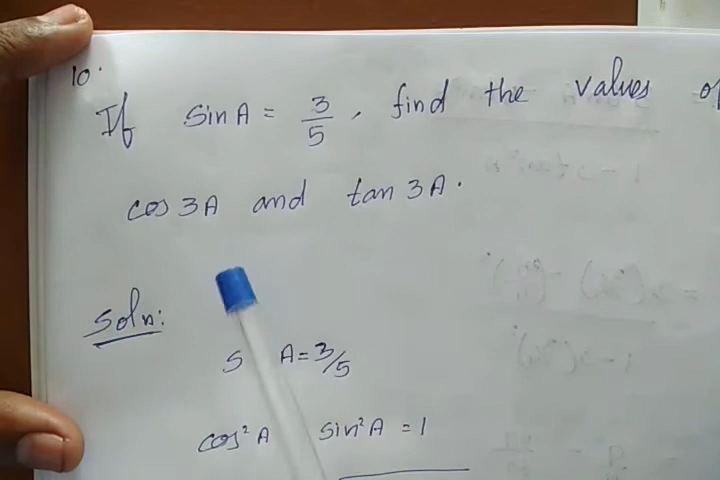 10.
If sin A = 3/5, find the values of
cos 3A and tan 3A.
Soln:
A = 3/5
cos² A sin² A = 1